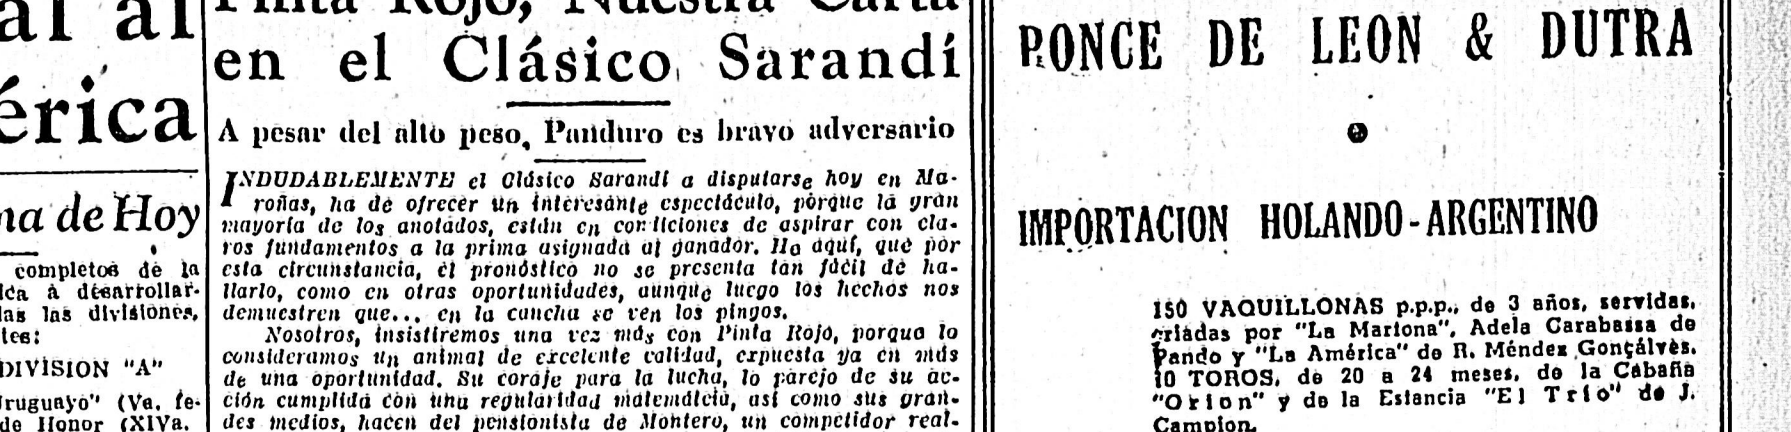 al al
érica
na de Hoy
completos de la
ica a desarrollar-
las las divisiones,
tes:
DIVISION "A"
Uruguayo" (Va. fe-
de Honor (XIVa.
Pinta Rojo, Nuestra Carta
en el Clásico Sarandí
A pesar del alto peso, Panduro es bravo adversario
INDUDABLEMENTE el Clásico Sarandí a disputarse hoy en Ma-
roñas, ha de ofrecer un interesante espectáculo, porque la gran
mayoría de los anotados, están en condiciones de aspirar con cla-
ros fundamentos a la prima asignada al ganador. He aquí, que por
esta circunstancia, el pronóstico no se presenta tan fácil de ha-
llarlo, como en otras oportunidades, aunque luego los hechos nos
demuestren que... en la cancha se ven los pingos.
Nosotros, insistiremos una vez más con Pinta Rojo, porque lo
consideramos un animal de excelente calidad, expuesta ya en más
de una oportunidad. Su coraje para la lucha, lo parejo de su ac-
ción cumplida con una regularidad matemática, así como sus gran-
des medios, hacen del pensionista de Montero, un competidor real-
PONCE DE LEON & DUTRA
IMPORTACION HOLANDO-ARGENTINO
150 VAQUILLONAS p.p.p., de 3 años, servidas,
criadas por "La Martona", Adela Carabassa de
Pando y "La América" de R. Méndez Gonçálvès.
10 TOROS, de 20 a 24 meses, de la Cabaña
"Orion" y de la Estancia "El Trío" de J.
Campion.